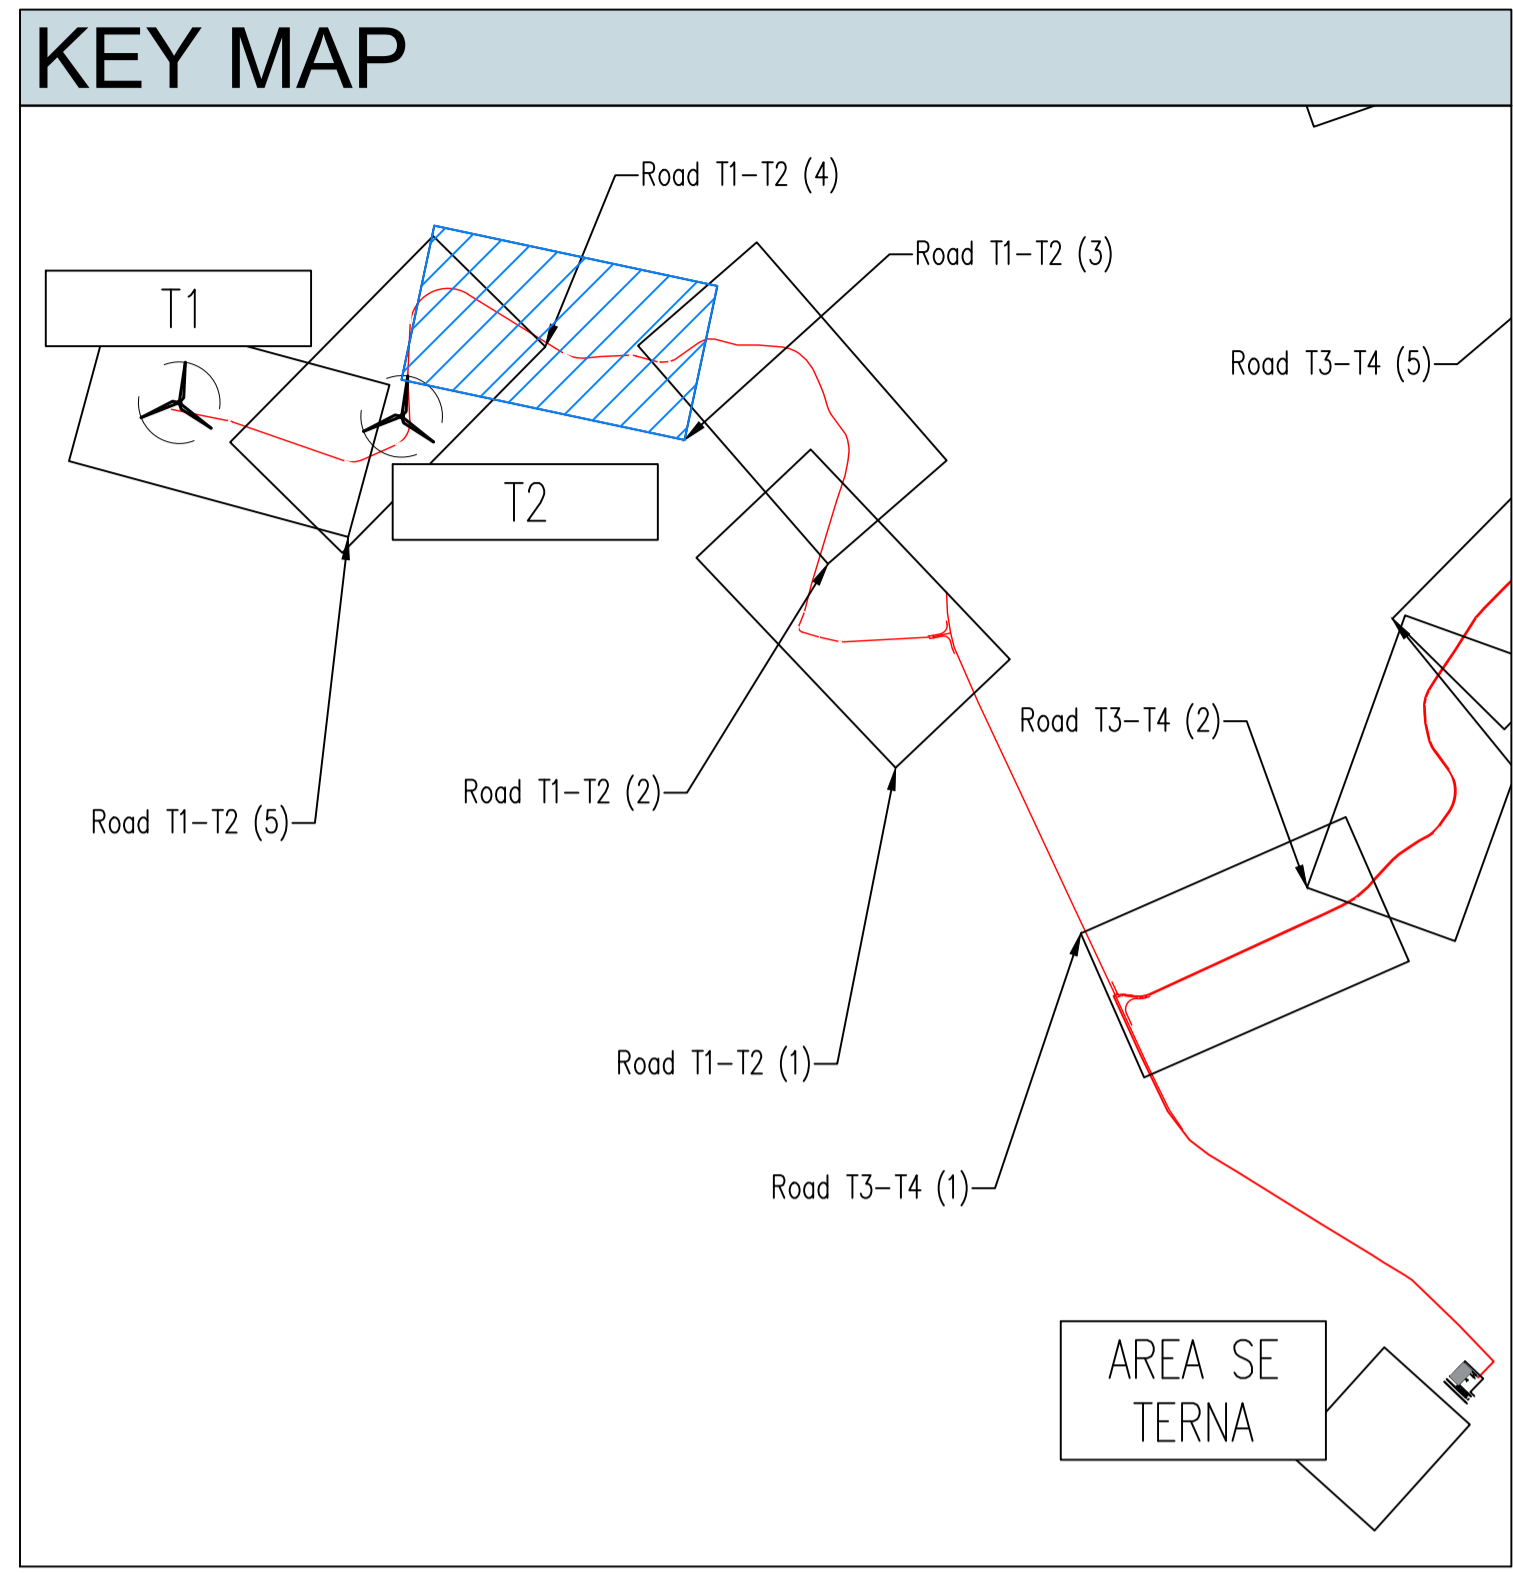 KEY MAP
Road T1-T2 (4)
Road T1-T2 (3)
T1
Road T3-T4 (5)
T2
Road T3-T4 (2)
Road T1-T2 (2)
Road T1-T2 (5)
Road T1-T2 (1)
Road T3-T4 (1)
AREA SE
TERNA